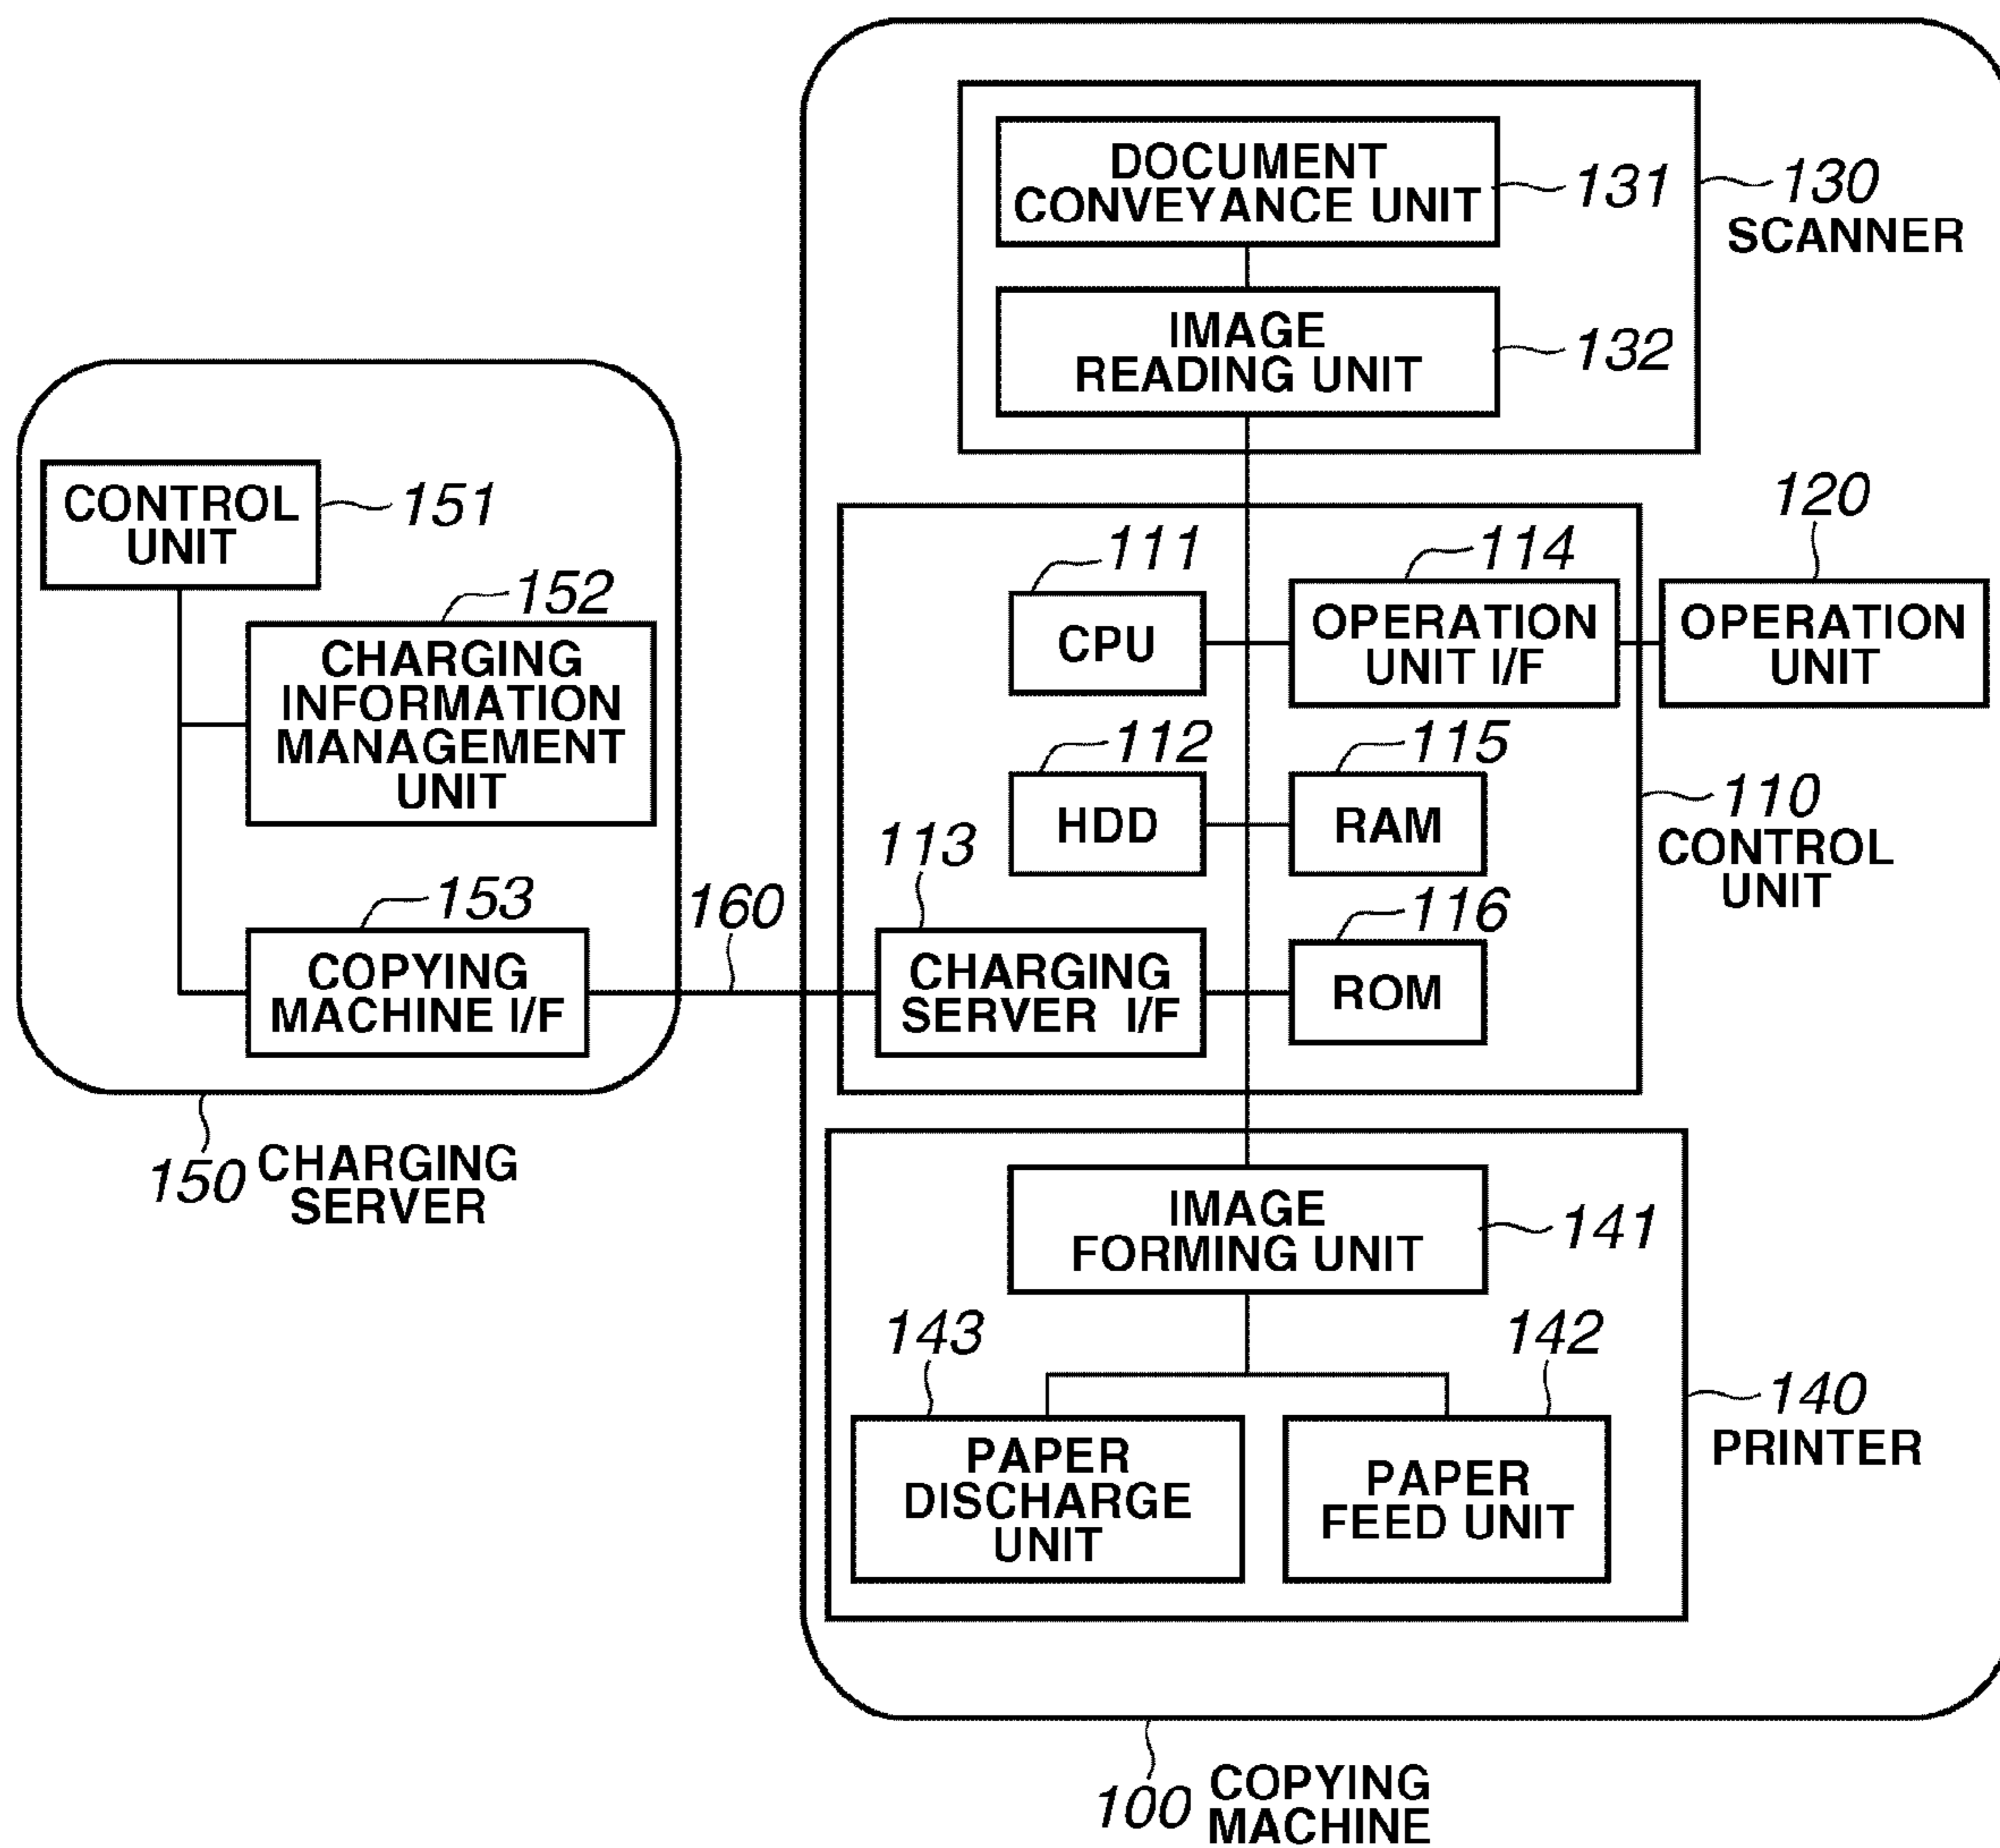 DOCUMENT
CONVEYANCE UNIT
131
130
SCANNER
IMAGE
READING UNIT
132
CONTROL
UNIT
151
152
CHARGING
INFORMATION
MANAGEMENT
UNIT
153
COPYING
MACHINE I/F
150
CHARGING
SERVER
160
111
CPU
114
OPERATION
UNIT I/F
120
OPERATION
UNIT
112
HDD
115
RAM
110
CONTROL
UNIT
113
CHARGING
SERVER I/F
116
ROM
IMAGE
FORMING UNIT
141
143
PAPER
DISCHARGE
UNIT
142
PAPER
FEED UNIT
140
PRINTER
100
COPYING
MACHINE